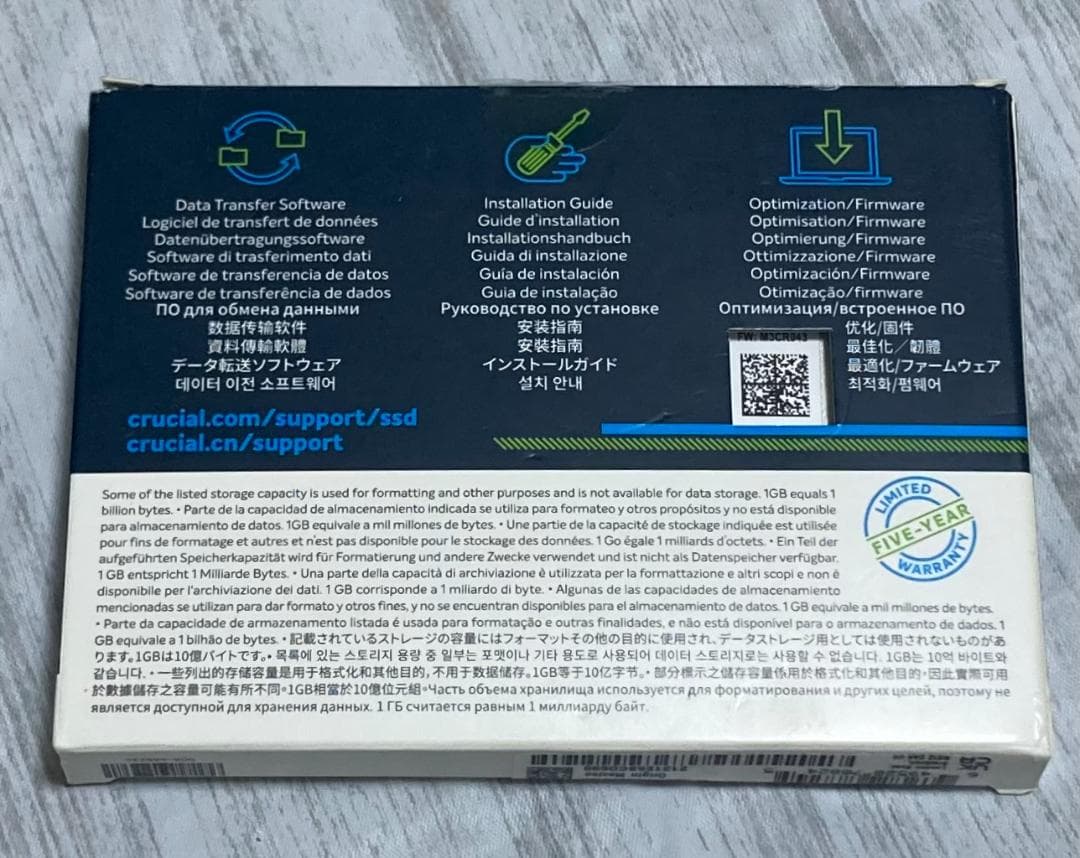 Data Transfer Software
Logiciel de transfert de données
Datenübertragungssoftware
Software di trasferimento dati
Software de transferencia de datos
Software de transferência de dados
ПО для обмена данными
数据传输软件
資料傳輸軟體
データ転送ソフトウェア
데이터 이전 소프트웨어
crucial.com/support/ssd
crucial.cn/support
Installation Guide
Guide d'installation
Installationshandbuch
Guida di installazione
Guía de instalación
Guia de instalação
Руководство по установке
安装指南
安裝指南
インストールガイド
설치 안내
Optimization/Firmware
Optimisation/Firmware
Optimierung/Firmware
Ottimizzazione/Firmware
Optimización/Firmware
Otimização/firmware
Оптимизация/встроенное ПО
优化/固件
最佳化／韌體
最適化/ファームウェア
최적화/펌웨어
FW: M3CR043
Some of the listed storage capacity is used for formatting and other purposes and is not available for data storage. 1GB equals 1
billion bytes. • Parte de la capacidad de almacenamiento indicada se utiliza para formateo y otros propósitos y no está disponible
para almacenamiento de datos. 1GB equivale a mil millones de bytes. • Une partie de la capacité de stockage indiquée est utilisée
pour fins de formatage et autres et n'est pas disponible pour le stockage des données. 1 Go égale 1 milliards d'octets. • Ein Teil der
aufgeführten Speicherkapazität wird für Formatierung und andere Zwecke verwendet und ist nicht als Datenspeicher verfügbar.
1 GB entspricht 1 Milliarde Bytes. • Una parte della capacità di archiviazione è utilizzata per la formattazione e altri scopi e non è
disponibile per l'archiviazione dei dati. 1 GB corrisponde a 1 miliardo di byte. • Algunas de las capacidades de almacenamiento
mencionadas se utilizan para dar formato y otros fines, y no se encuentran disponibles para el almacenamiento de datos. 1 GB equivale a mil millones de bytes.
• Parte da capacidade de armazenamento listada é usada para formatação e outras finalidades, e não está disponível para o armazenamento de dados. 1
GB equivale a 1 bilhão de bytes. • 記載されているストレージの容量にはフォーマットその他の目的に使用され、データストレージ用としては使用されないものがあ
ります。1GBは10億バイトです。• 목록에 있는 스토리지 용량 중 일부는 포맷이나 기타 용도로 사용되어 데이터 스토리지로는 사용할 수 없습니다. 1GB는 10억 바이트와
같습니다. • 一些列出的存储容量是用于格式化和其他目的,不用于数据储存。1GB等于10亿字节。• 部分標示之儲存容量係用於格式化和其他目的，因此實際可用
於數據儲存之容量可能有所不同。1GB相當於10億位元組。Часть объема хранилища используется для форматирования и других целей, поэтому не
является доступной для хранения данных. 1 ГБ считается равным 1 миллиарду байт.
LIMITED
FIVE-YEAR
WARRANTY